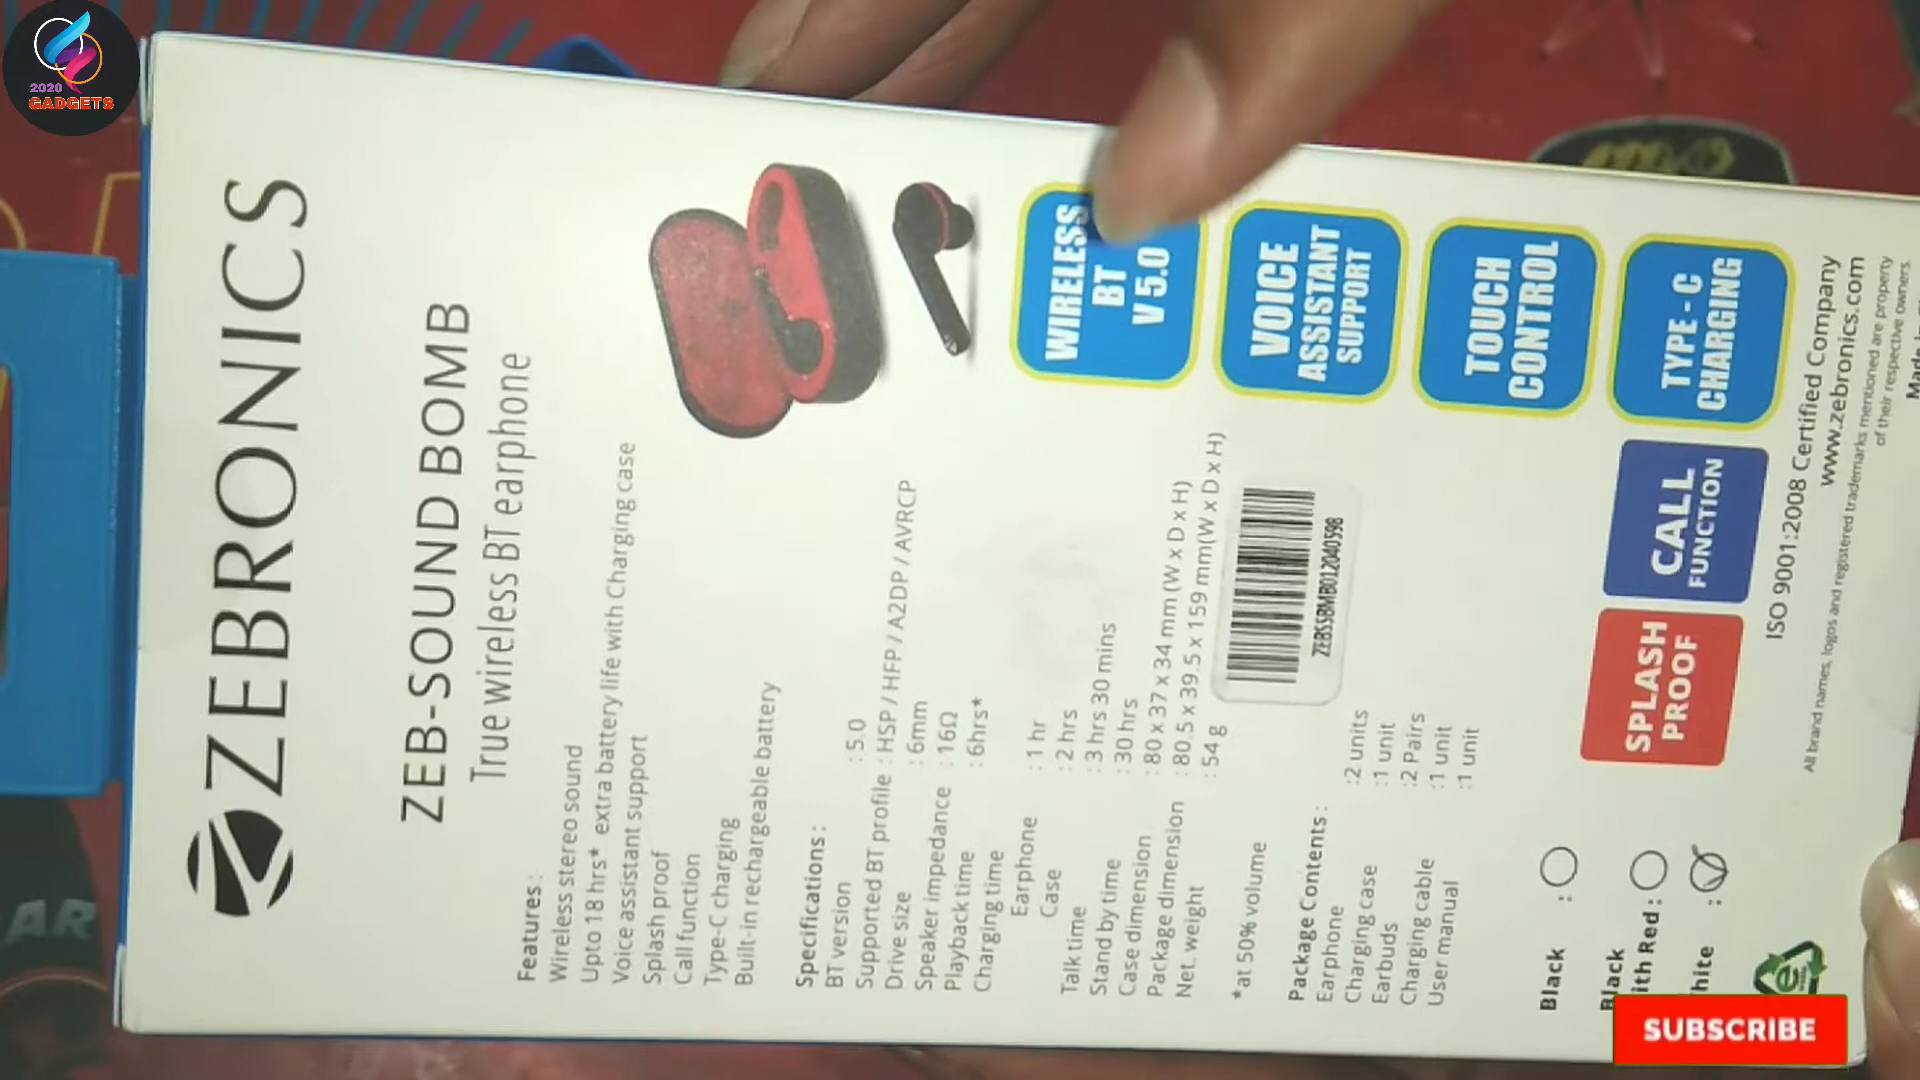 2020
GADGETS
ZEBRONICS
ZEB-SOUND BOMB
True wireless BT earphone
Features :
Wireless stereo sound
Upto 18 hrs* extra battery life with Charging case
Voice assistant support
Splash proof
Call function
Type-C charging
Built-in rechargeable battery
Specifications :
BT version : 5.0
Supported BT profile : HSP / HFP / A2DP / AVRCP
Drive size : 6mm
Speaker impedance : 16Ω
Playback time : 6hrs*
Charging time
Earphone : 1 hr
Case : 2 hrs
Talk time : 3 hrs 30 mins
Stand by time : 30 hrs
Case dimension : 80 x 37 x 34 mm (W x D x H)
Package dimension : 80.5 x 39.5 x 159 mm(W x D x H)
Net. weight : 54 g
*at 50% volume
Package Contents :
Earphone :2 units
Charging case :1 unit
Earbuds :2 Pairs
Charging cable :1 unit
User manual :1 unit
ZEBSSBMB012040598
WIRELESS
BT
V 5.0
VOICE
ASSISTANT
SUPPORT
TOUCH
CONTROL
TYPE - C
CHARGING
CALL
FUNCTION
SPLASH
PROOF
Black :
Black
ith Red :
hite :
ISO 9001:2008 Certified Company
www.zebronics.com
All brand names, logos and registered trademarks mentioned are property
of their respective owners.
Made
AR
SUBSCRIBE